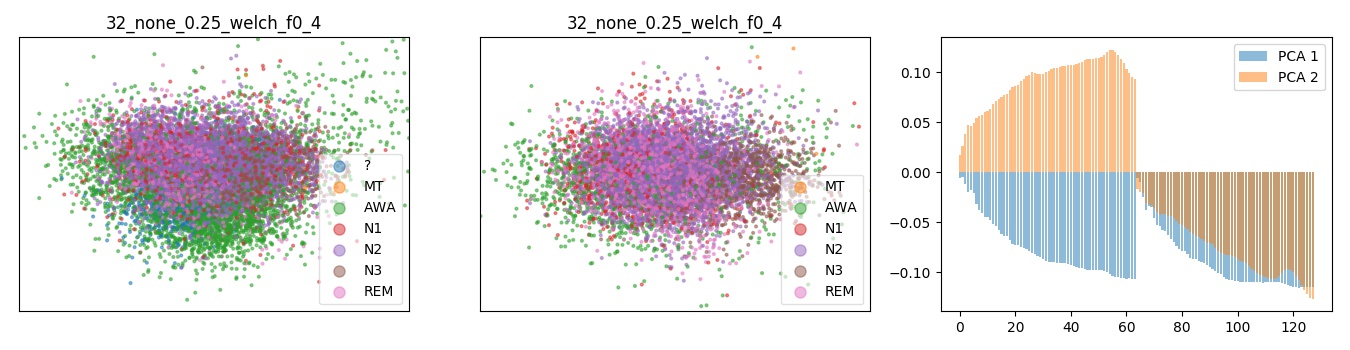 32_none_0.25_welch_f0_4
?
MT
AWA
N1
N2
N3
REM
32_none_0.25_welch_f0_4
MT
AWA
N1
N2
N3
REM
PCA 1
PCA 2
0.10
0.05
0.00
−0.05
−0.10
0 20 40 60 80 100 120